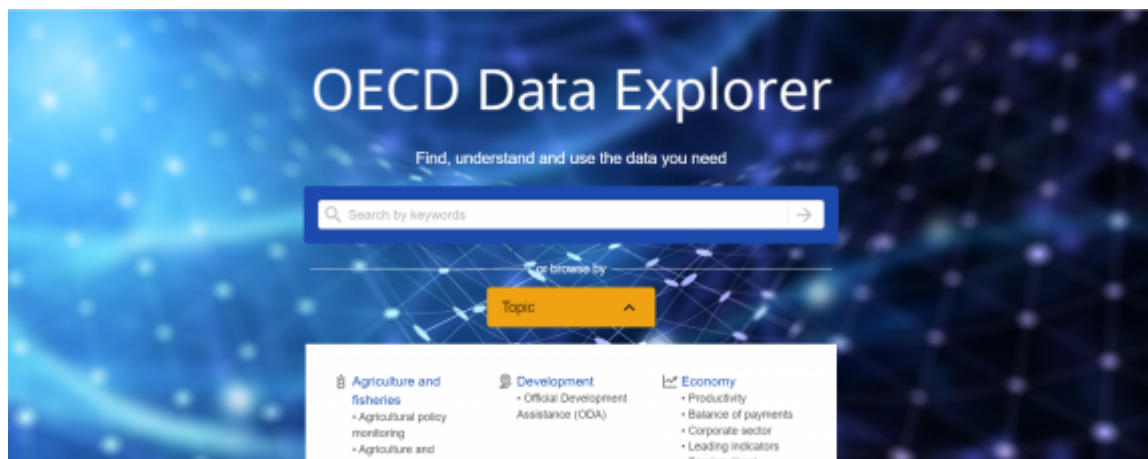 OECD Data Explorer
Find, understand and use the data you need
Search by keywords
or browse by
Topic
Agriculture and
fisheries
• Agricultural policy
monitoring
• Agriculture and
Development
• Official Development
Assistance (ODA)
Economy
• Productivity
• Balance of payments
• Corporate sector
• Leading indicators